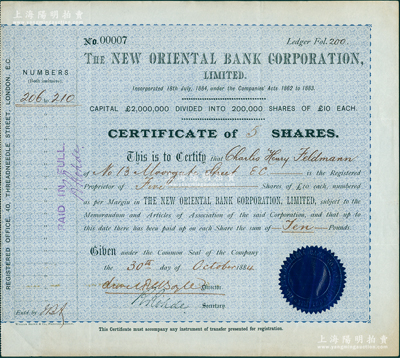 上海阳明拍卖
No. 00007
Ledger Fol. 200.
THE NEW ORIENTAL BANK CORPORATION,
LIMITED.
Incorporated 19th July, 1884, under the Companies' Acts 1862 to 1883.
CAPITAL £2,000,000 DIVIDED INTO 200,000 SHARES OF £10 EACH.
CERTIFICATE of 5 SHARES.
NUMBERS
(Both inclusive)
206 to 210
This is to Certify that Charles Henry Feldmann
of No 13 Moorgate Street E.C. is the Registered
Proprietor of Five Shares of £10 each, numbered
as per Margin in THE NEW ORIENTAL BANK CORPORATION, LIMITED, subject to the
Memorandum and Articles of Association of the said Corporation, and that up to
this date there has been paid up on each Share the sum of Ten Pounds.
Given under the Common Seal of the Company
the 30th day of October 1884
Director
Secretary
REGISTERED OFFICE, 40, THREADNEEDLE STREET, LONDON, E.C.
PAID IN FULL
This Certificate must accompany any instrument of transfer presented for registration.